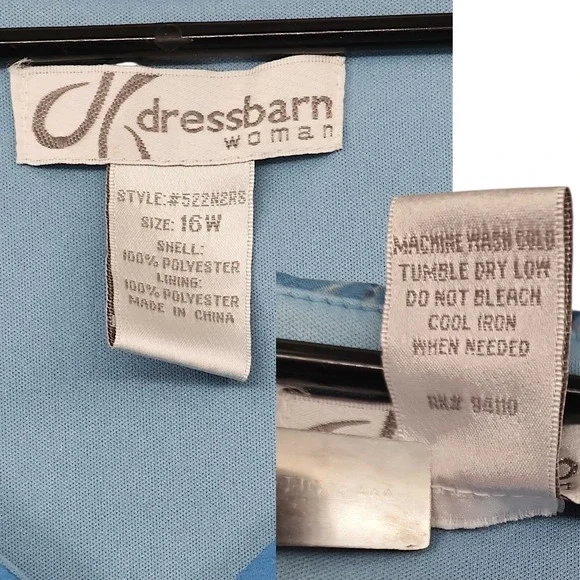 dressbarn
woman
STYLE:#522N2RS
SIZE: 16W
SHELL:
100% POLYESTER
LINING:
100% POLYESTER
MADE IN CHINA
MACHINE WASH COLD
TUMBLE DRY LOW
DO NOT BLEACH
COOL IRON
WHEN NEEDED
RN# 94110